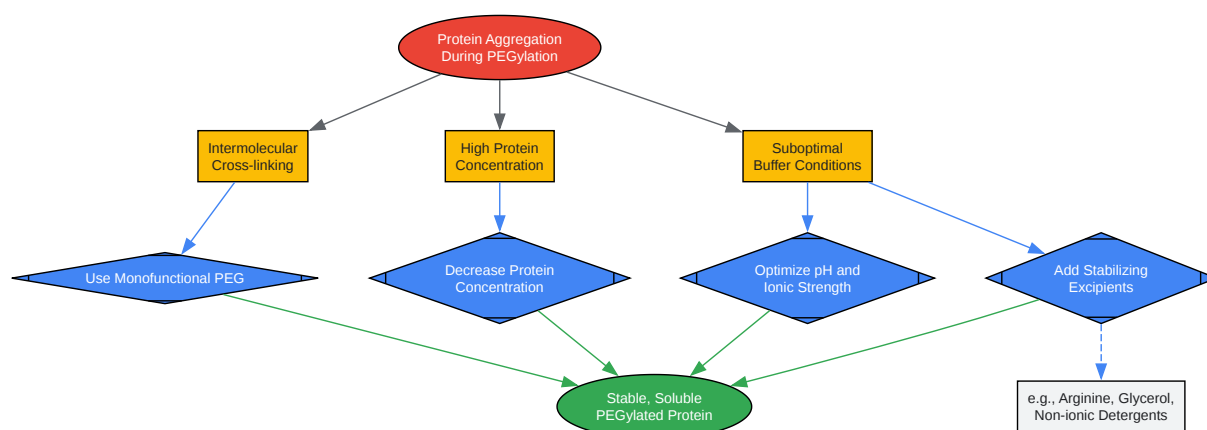 Protein Aggregation
During PEGylation
Intermolecular
Cross-linking
High Protein
Concentration
Suboptimal
Buffer Conditions
Use Monofunctional PEG
Decrease Protein
Concentration
Optimize pH and
Ionic Strength
Add Stabilizing
Excipients
Stable, Soluble
PEGylated Protein
e.g., Arginine, Glycerol,
Non-ionic Detergents